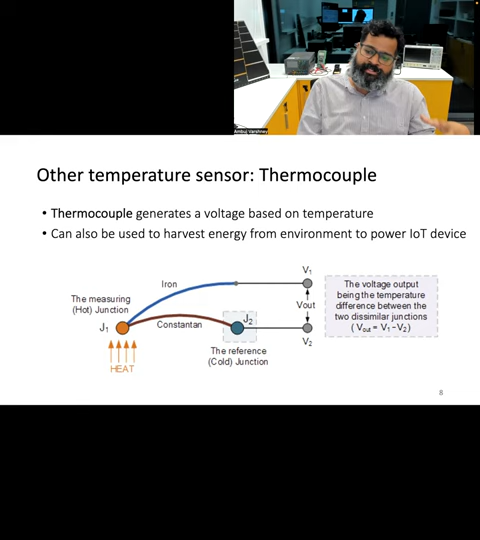 Ambuj Varshney
Other temperature sensor: Thermocouple
• Thermocouple generates a voltage based on temperature
• Can also be used to harvest energy from environment to power IoT device
The measuring
(Hot) Junction
J1
HEAT
Iron
Constantan
J2
The reference
(Cold) Junction
V1
Vout
V2
The voltage output
being the temperature
difference between the
two dissimilar junctions
( Vout = V1 – V2 )
8